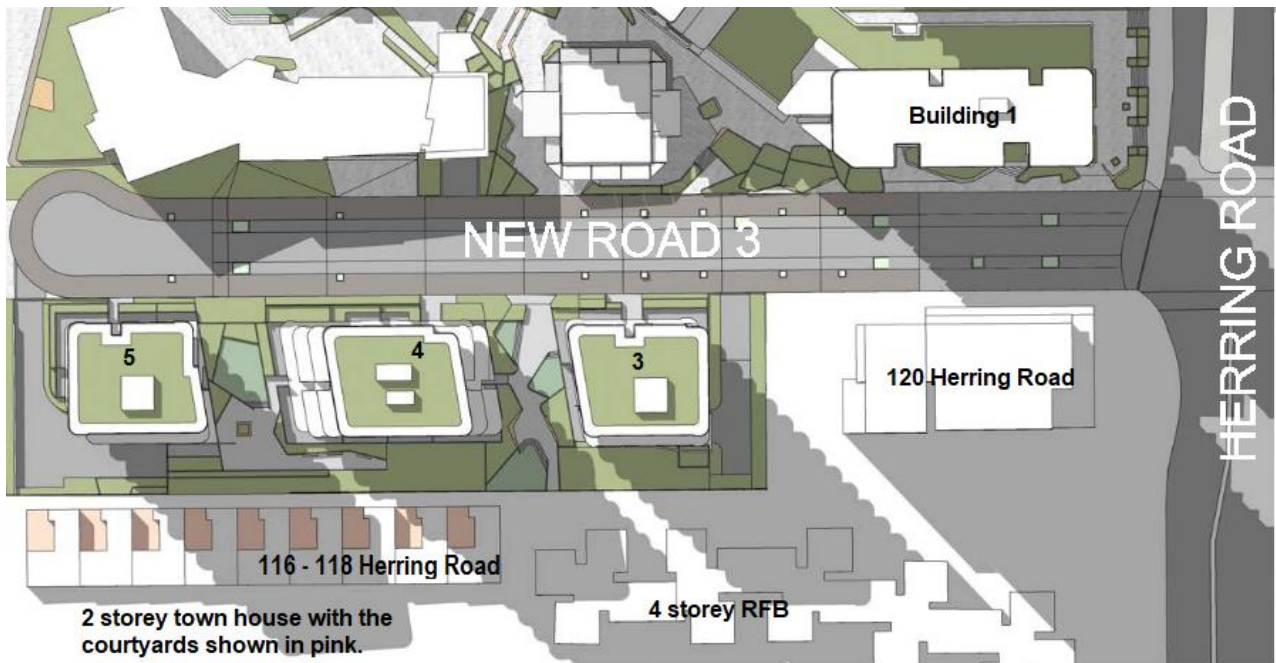 Building 1
HERRING ROAD
NEW ROAD 3
5
4
3
120 Herring Road
116 - 118 Herring Road
4 storey RFB
2 storey town house with the
courtyards shown in pink.